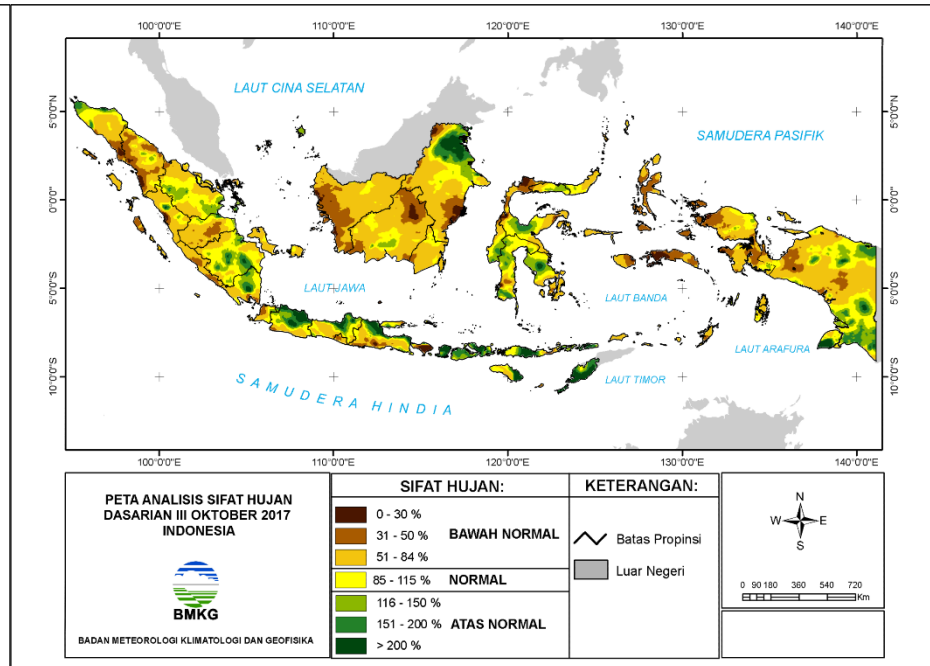 100°0'0"E
110°0'0"E
120°0'0"E
130°0'0"E
140°0'0"E
5°0'0"N
5°0'0"N
0°0'0"
0°0'0"
5°0'0"S
5°0'0"S
10°0'0"S
10°0'0"S
LAUT CINA SELATAN
SAMUDERA PASIFIK
LAUT JAWA
LAUT BANDA
LAUT ARAFURA
LAUT TIMOR
SAMUDERA HINDIA
100°0'0"E
110°0'0"E
120°0'0"E
130°0'0"E
140°0'0"E
PETA ANALISIS SIFAT HUJAN
DASARIAN III OKTOBER 2017
INDONESIA
BMKG
BADAN METEOROLOGI KLIMATOLOGI DAN GEOFISIKA
SIFAT HUJAN:
0 - 30 %
31 - 50 % BAWAH NORMAL
51 - 84 %
85 - 115 % NORMAL
116 - 150 %
151 - 200 % ATAS NORMAL
> 200 %
KETERANGAN:
Batas Propinsi
Luar Negeri
N
W E
S
0 90 180 360 540 720
Km